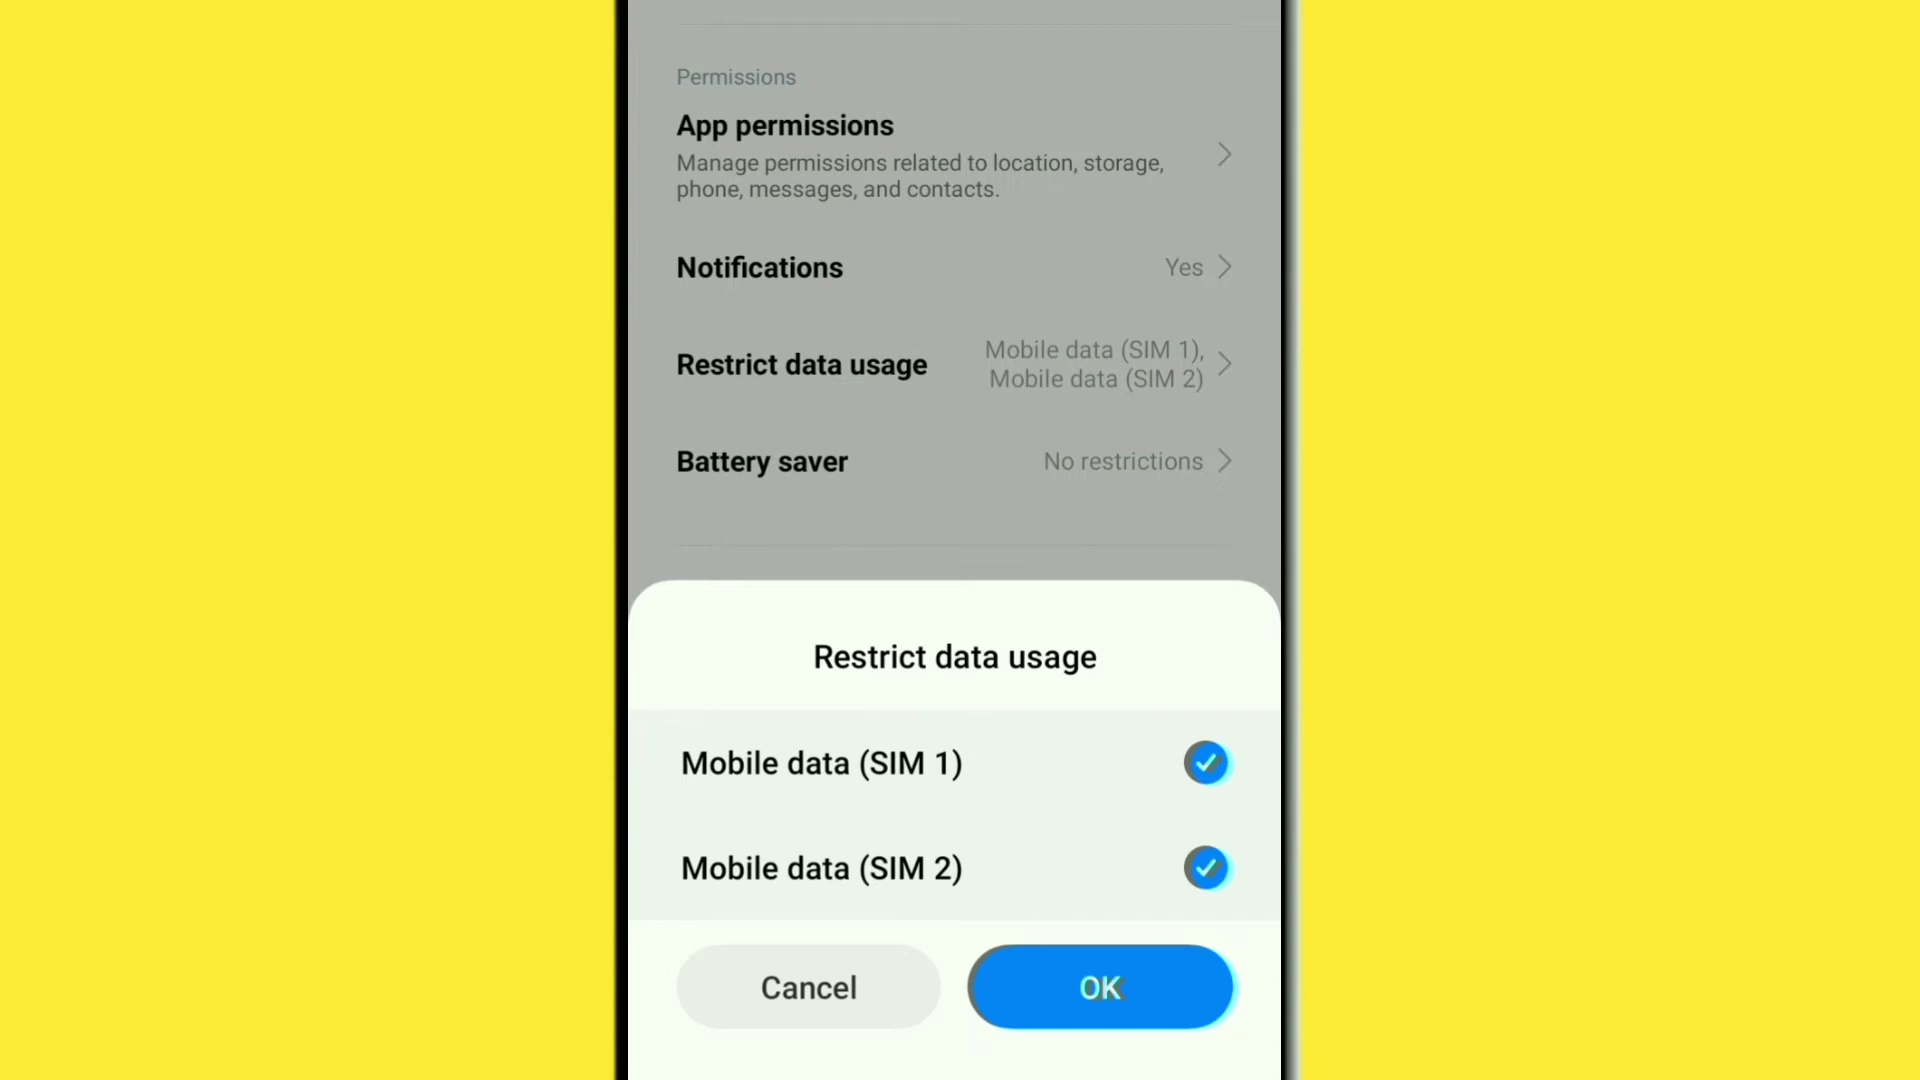 Permissions
App permissions
Manage permissions related to location, storage,
phone, messages, and contacts.
Notifications
Yes
Restrict data usage
Mobile data (SIM 1),
Mobile data (SIM 2)
Battery saver
No restrictions
Restrict data usage
Mobile data (SIM 1)
Mobile data (SIM 2)
Cancel
OK